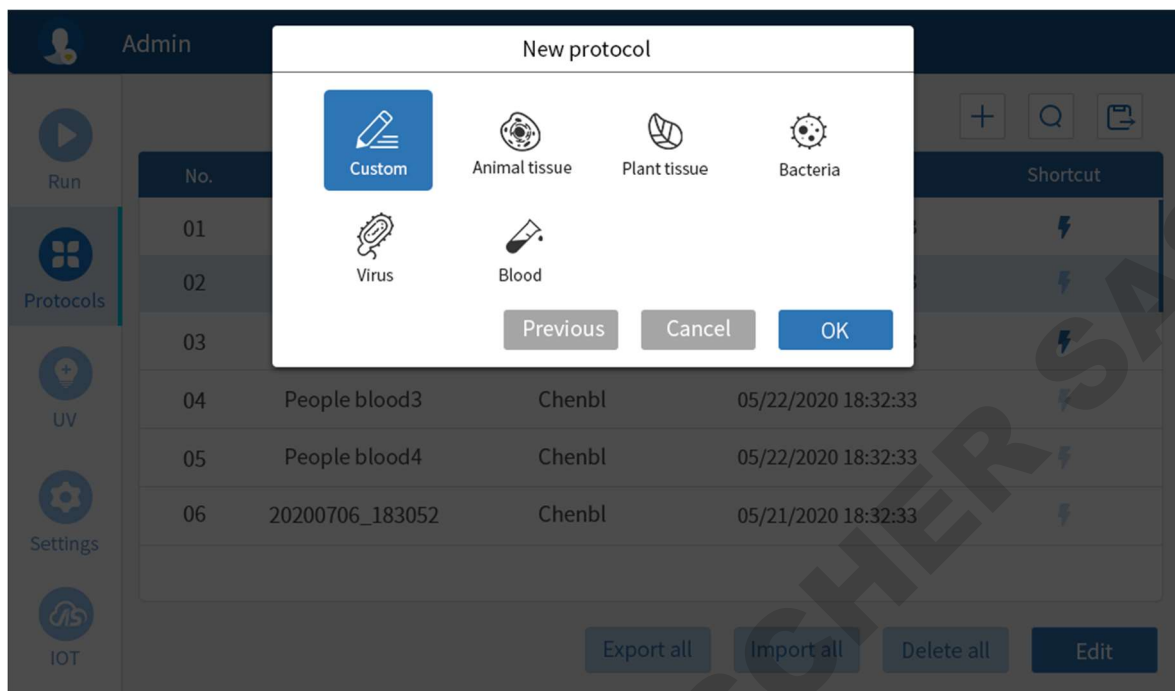 Admin
New protocol
Custom
Animal tissue
Plant tissue
Bacteria
Virus
Blood
Previous
Cancel
OK
Run
Protocols
UV
Settings
IOT
No.
Shortcut
01
02
03
04 People blood3 Chenbl 05/22/2020 18:32:33
05 People blood4 Chenbl 05/22/2020 18:32:33
06 20200706_183052 Chenbl 05/21/2020 18:32:33
Export all
Import all
Delete all
Edit
SCHER SA